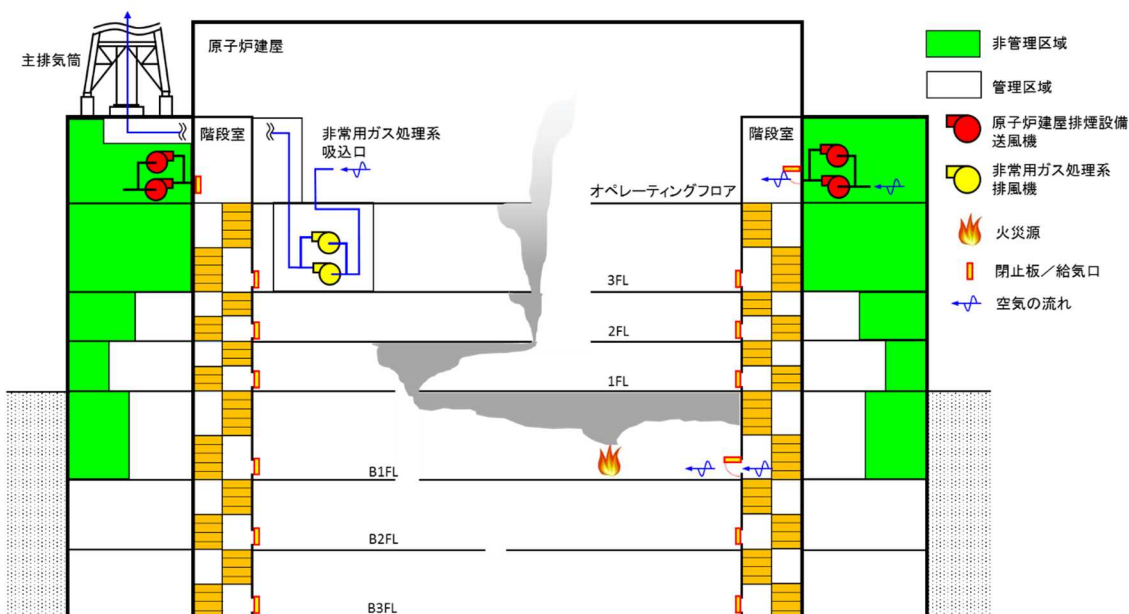 主排気筒
原子炉建屋
階段室
非常用ガス処理系
吸込口
オペレーティングフロア
階段室
3FL
2FL
1FL
B1FL
B2FL
B3FL
非管理区域
管理区域
原子炉建屋排煙設備
送風機
非常用ガス処理系
排風機
火災源
閉止板／給気口
空気の流れ